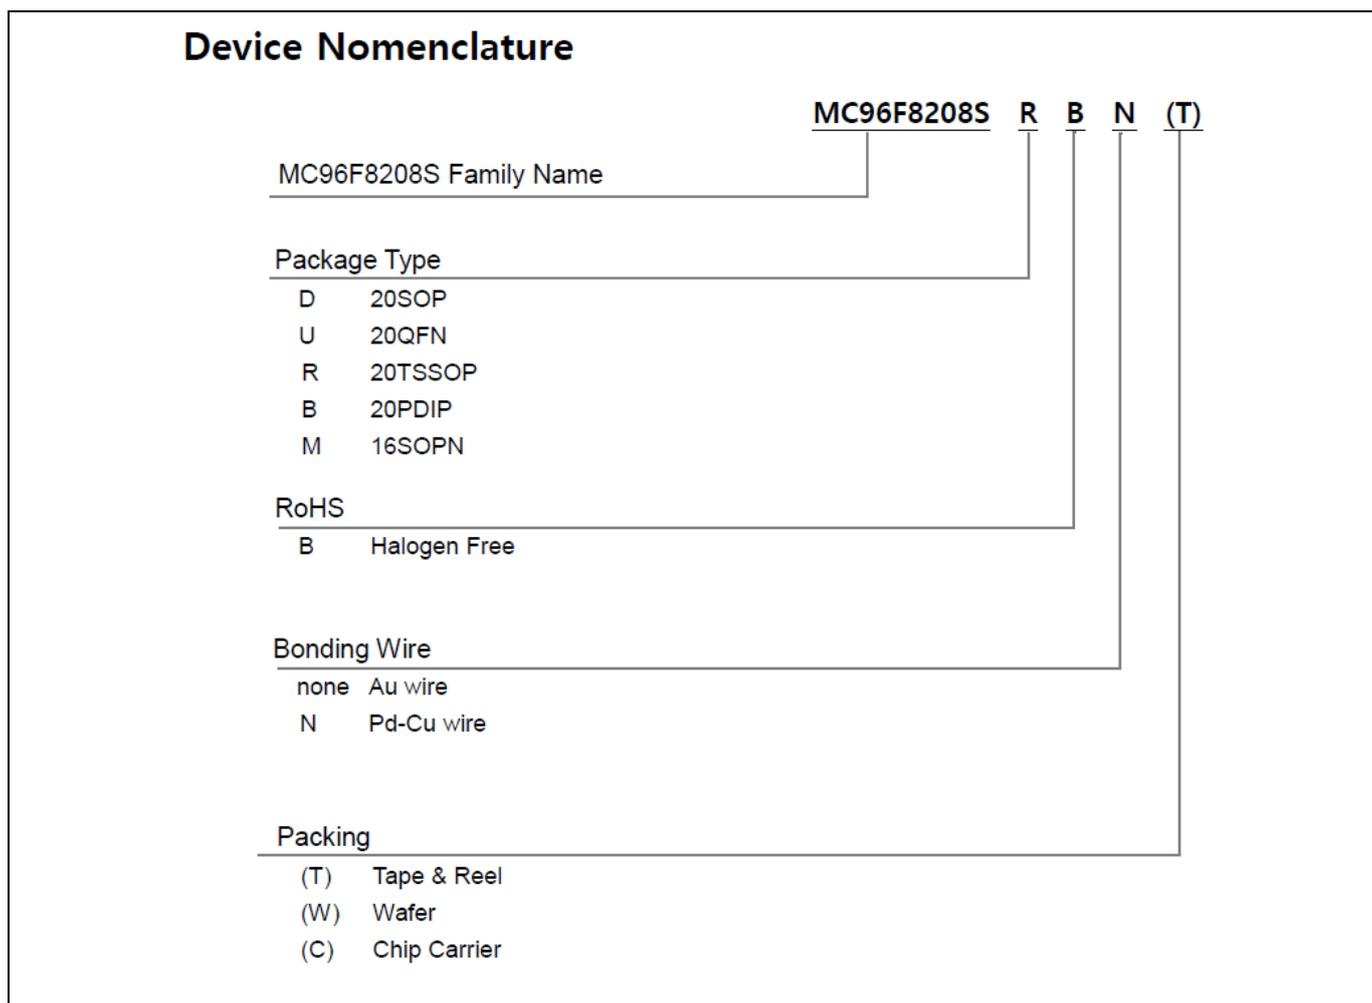 Device Nomenclature
MC96F8208S R B N (T)
MC96F8208S Family Name
Package Type
D 20SOP
U 20QFN
R 20TSSOP
B 20PDIP
M 16SOPN
RoHS
B Halogen Free
Bonding Wire
none Au wire
N Pd-Cu wire
Packing
(T) Tape & Reel
(W) Wafer
(C) Chip Carrier